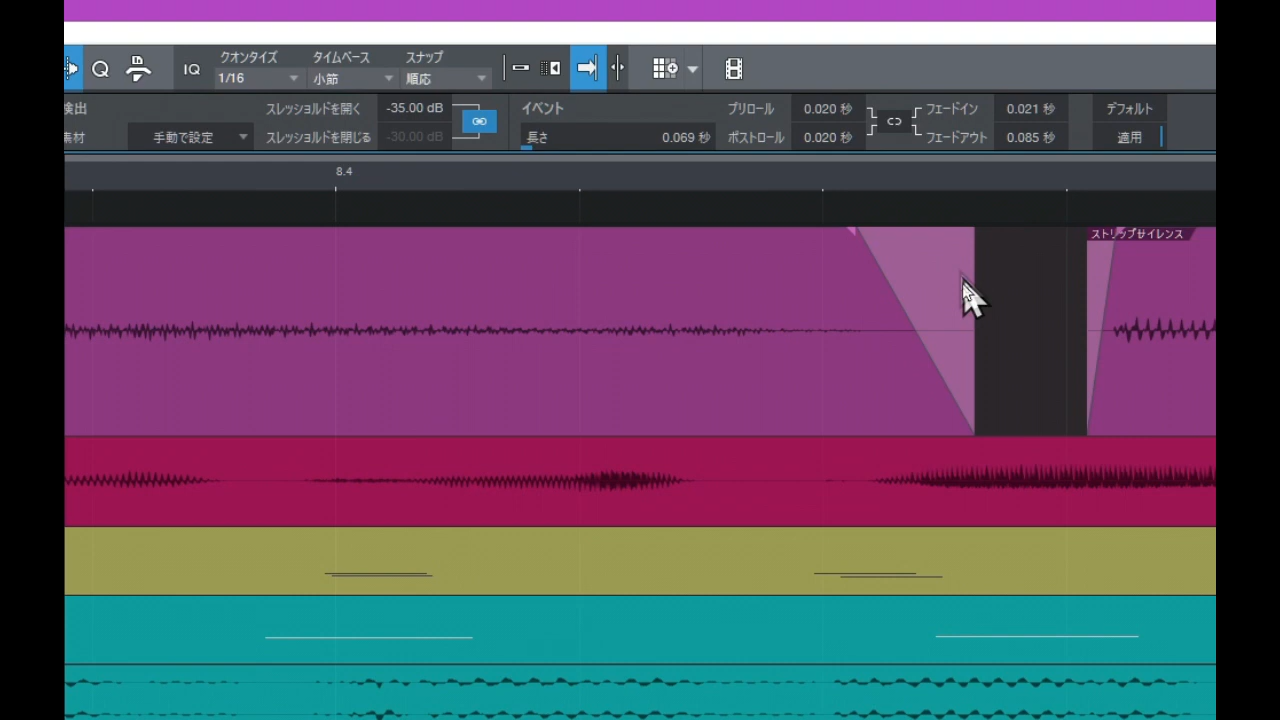 Q
IQ
クオンタイズ
1/16
タイムベース
小節
スナップ
順応
検出
スレッショルドを開く
-35.00 dB
イベント
プリロール
0.020 秒
フェードイン
0.021 秒
デフォルト
素材
手動で設定
スレッショルドを閉じる
-30.00 dB
長さ
0.069 秒
ポストロール
0.020 秒
フェードアウト
0.085 秒
適用
8.4
ストリップサイレンス